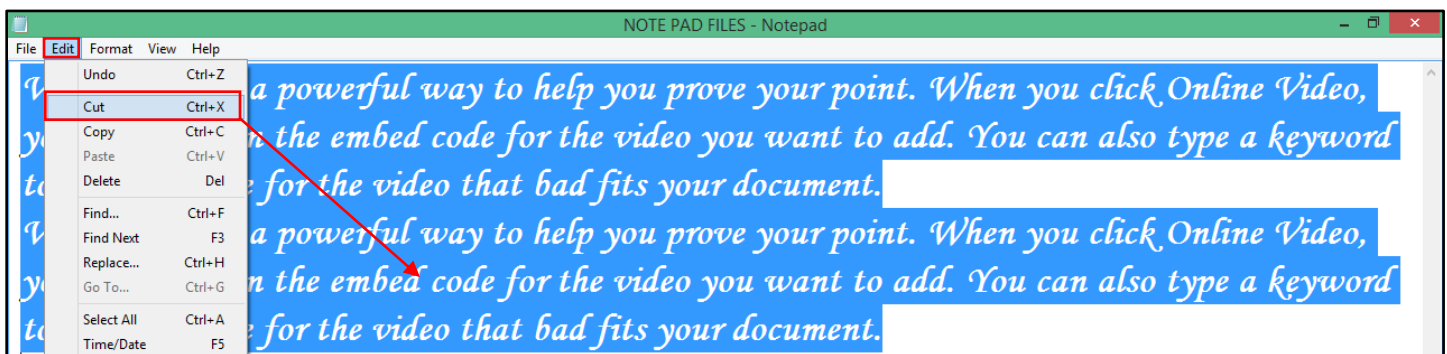 NOTE PAD FILES - Notepad
File Edit Format View Help
Undo Ctrl+Z
Cut Ctrl+X
Copy Ctrl+C
Paste Ctrl+V
Delete Del
Find... Ctrl+F
Find Next F3
Replace... Ctrl+H
Go To... Ctrl+G
Select All Ctrl+A
Time/Date F5
a powerful way to help you prove your point. When you click Online Video,
the embed code for the video you want to add. You can also type a keyword
for the video that bad fits your document.
a powerful way to help you prove your point. When you click Online Video,
the embed code for the video you want to add. You can also type a keyword
for the video that bad fits your document.